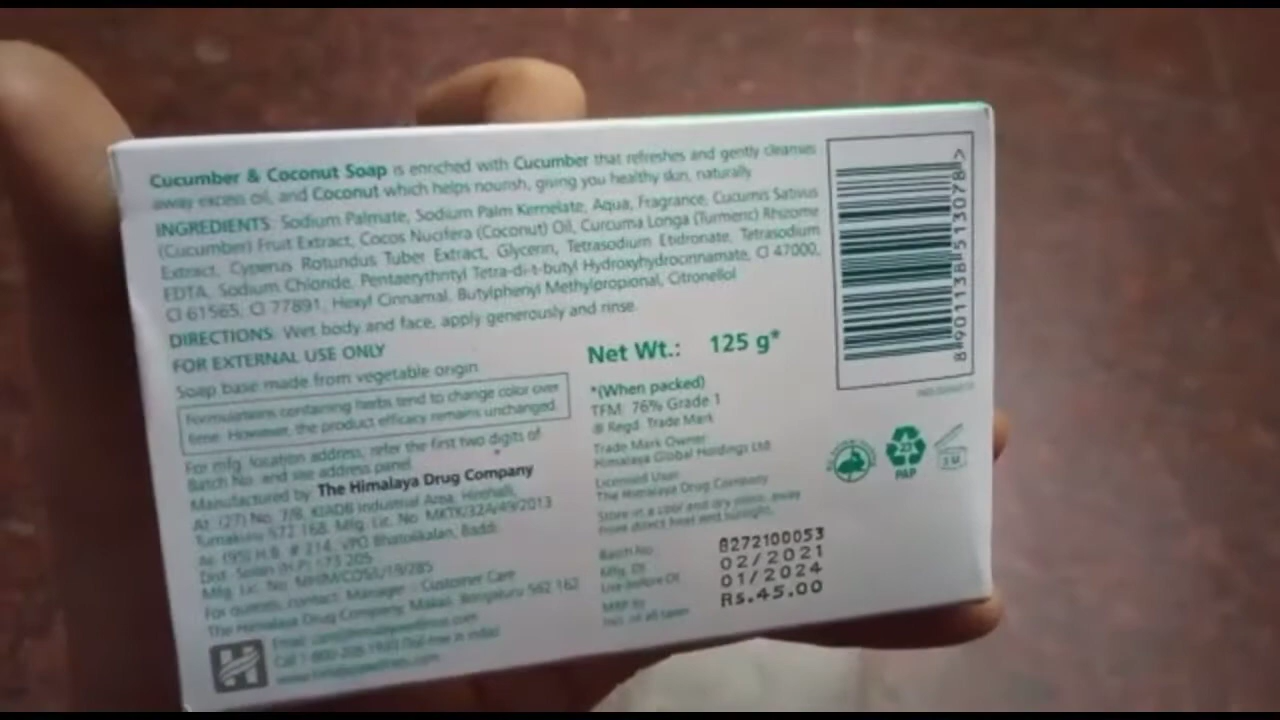 Cucumber & Coconut Soap is enriched with Cucumber that refreshes and gently cleanses
away excess oil, and Coconut which helps nourish, giving you healthy skin, naturally
INGREDIENTS: Sodium Palmate, Sodium Palm Kernelate, Aqua, Fragrance, Cucumis Sativus
(Cucumber) Fruit Extract, Cocos Nucifera (Coconut) Oil, Curcuma Longa (Turmeric) Rhizome
Extract, Cyperus Rotundus Tuber Extract, Glycerin, Tetrasodium Etidronate, Tetrasodium
EDTA, Sodium Chloride, Pentaerythrityl Tetra-di-t-butyl Hydroxyhydrocinnamate, CI 47000,
CI 61565, CI 77891, Hexyl Cinnamal, Butylphenyl Methylpropional, Citronellol
DIRECTIONS: Wet body and face, apply generously and rinse.
FOR EXTERNAL USE ONLY
Soap base made from vegetable origin
Formulations containing herbs tend to change color over
time. However, the product efficacy remains unchanged.
For mfg. location address, refer the first two digits of
Batch No. and see address panel
Manufactured by: The Himalaya Drug Company
At: (27) No. 7/8, KIADB Industrial Area, Hirehalli,
Tumakuru 572 168. Mfg. Lic. No. MKTK/32A/49/2013
At: (95) H.B. # 214, VPO Bhatolikalan, Baddi
Dist. Solan (H.P.) 173 205
Mfg. Lic. No.
For queries, contact: Manager - Customer Care
The Himalaya Drug Company, Makali, Bengaluru 562 162
Email:
Call 1-800-208-1930 (Toll-free in India)
Net Wt.: 125 g*
*(When packed)
TFM: 76% Grade 1
® Regd. Trade Mark
Trade Mark Owner:
Himalaya Global Holdings Ltd.
Licensed User:
The Himalaya Drug Company
Store in a cool and dry place, away
from direct heat and sunlight.
Batch No. 8272100053
Mfg. Dt. 02/2021
Use before Dt. 01/2024
MRP Rs. Rs.45.00
Incl. of all taxes
8 901138 513078 >
22
PAP